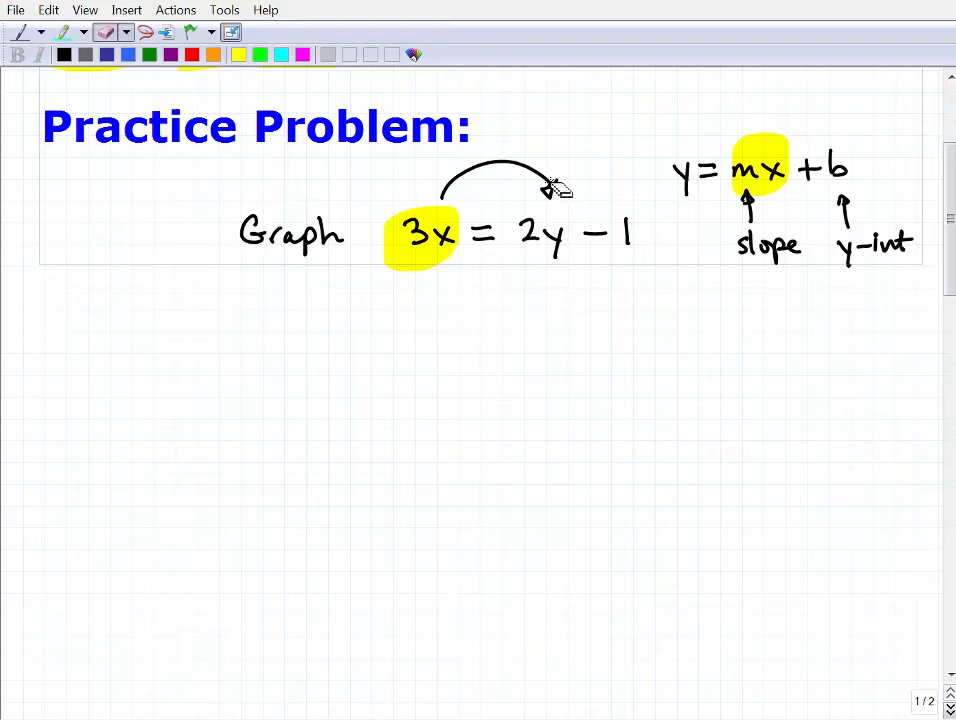 File Edit View Insert Actions Tools Help
B I
Practice Problem:
y = mx + b
Graph 3x = 2y - 1
slope y-int
1 / 2